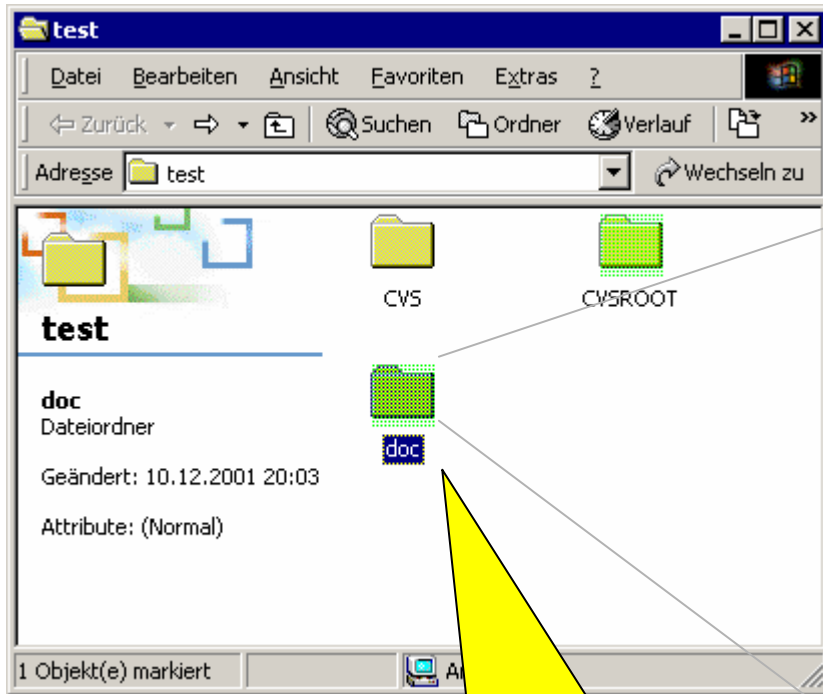 test
Datei Bearbeiten Ansicht Favoriten Extras ?
Zurück Suchen Ordner Verlauf »
Adresse test Wechseln zu
CVS CVSROOT
test
doc
Dateiordner
doc
Geändert: 10.12.2001 20:03
Attribute: (Normal)
1 Objekt(e) markiert